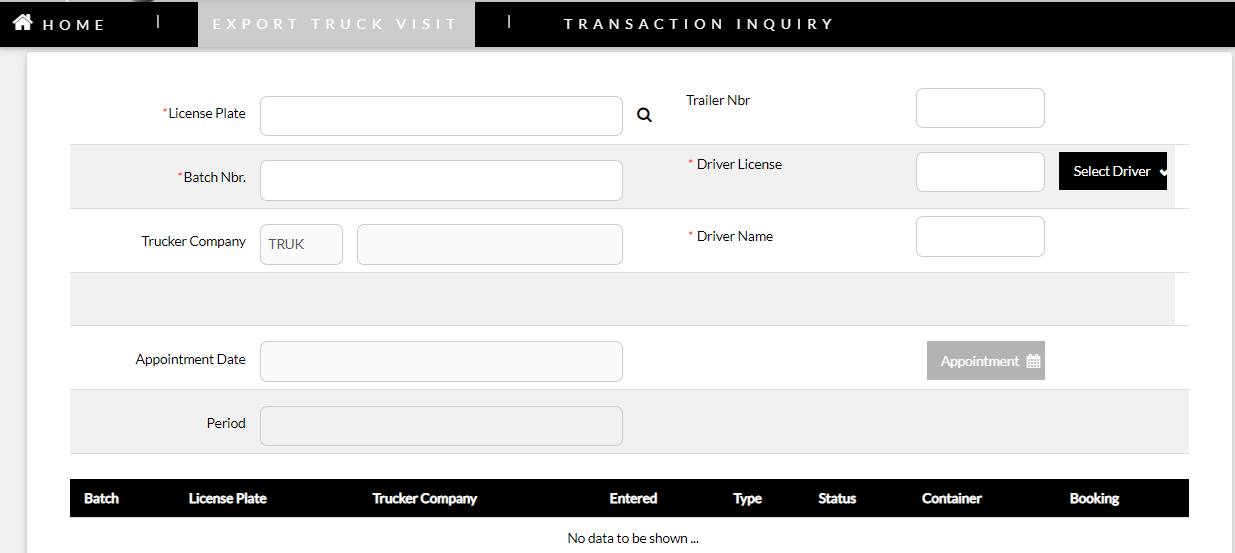 HOME | EXPORT TRUCK VISIT | TRANSACTION INQUIRY
*License Plate
Trailer Nbr
*Batch Nbr.
* Driver License
Select Driver
Trucker Company
TRUK
* Driver Name
Appointment Date
Appointment
Period
Batch License Plate Trucker Company Entered Type Status Container Booking
No data to be shown ...